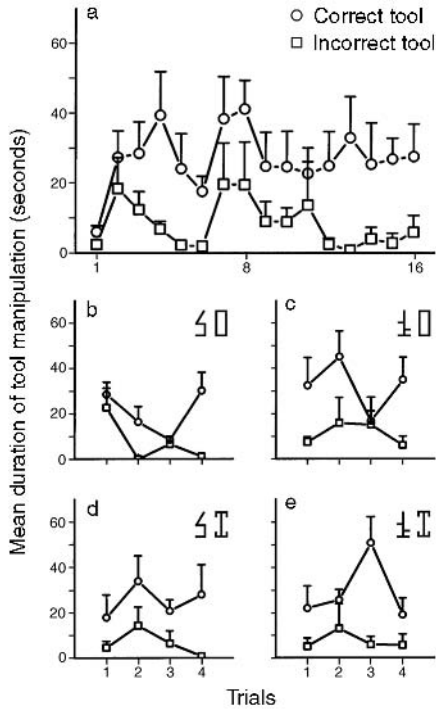 a
Correct tool
Incorrect tool
60
40
20
0
1 8 16
Mean duration of tool manipulation (seconds)
b
60
40
20
0
c
d
60
40
20
0
1 2 3 4
e
1 2 3 4
Trials